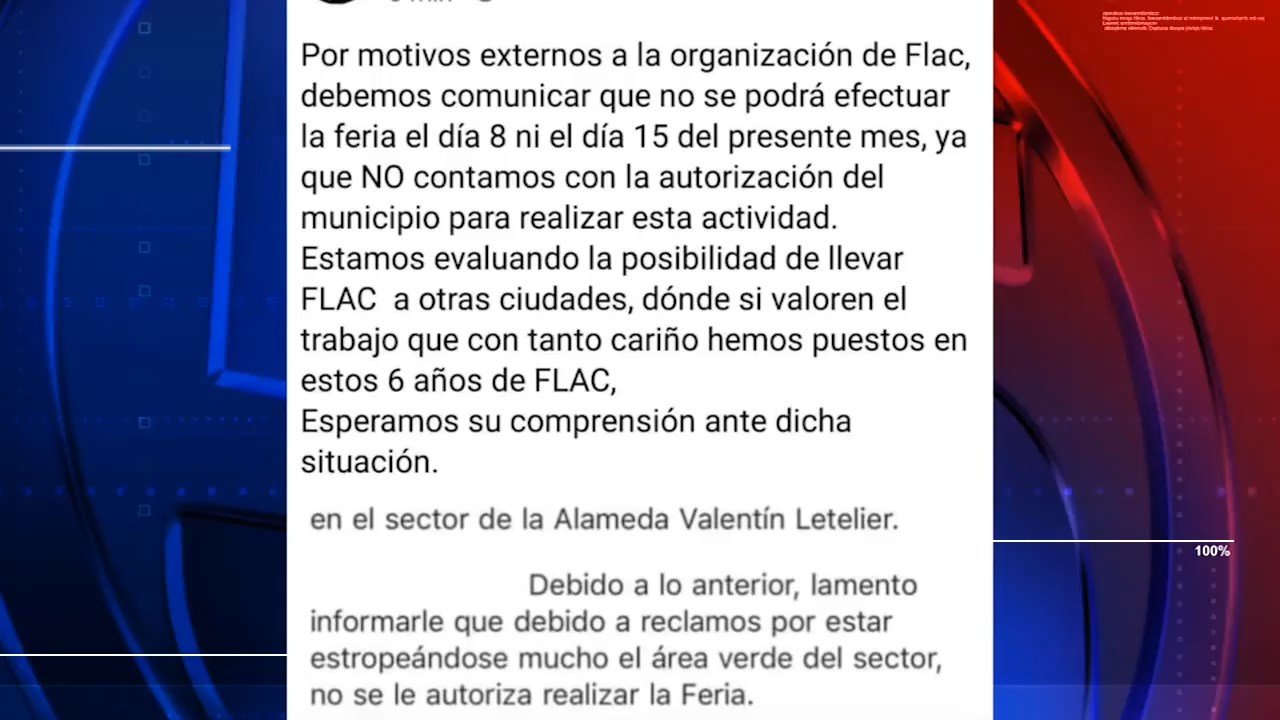 Por motivos externos a la organización de Flac,
debemos comunicar que no se podrá efectuar
la feria el día 8 ni el día 15 del presente mes, ya
que NO contamos con la autorización del
municipio para realizar esta actividad.
Estamos evaluando la posibilidad de llevar
FLAC a otras ciudades, dónde si valoren el
trabajo que con tanto cariño hemos puestos en
estos 6 años de FLAC,
Esperamos su comprensión ante dicha
situación.
en el sector de la Alameda Valentín Letelier.
Debido a lo anterior, lamento
informarle que debido a reclamos por estar
estropeándose mucho el área verde del sector,
no se le autoriza realizar la Feria.
100%